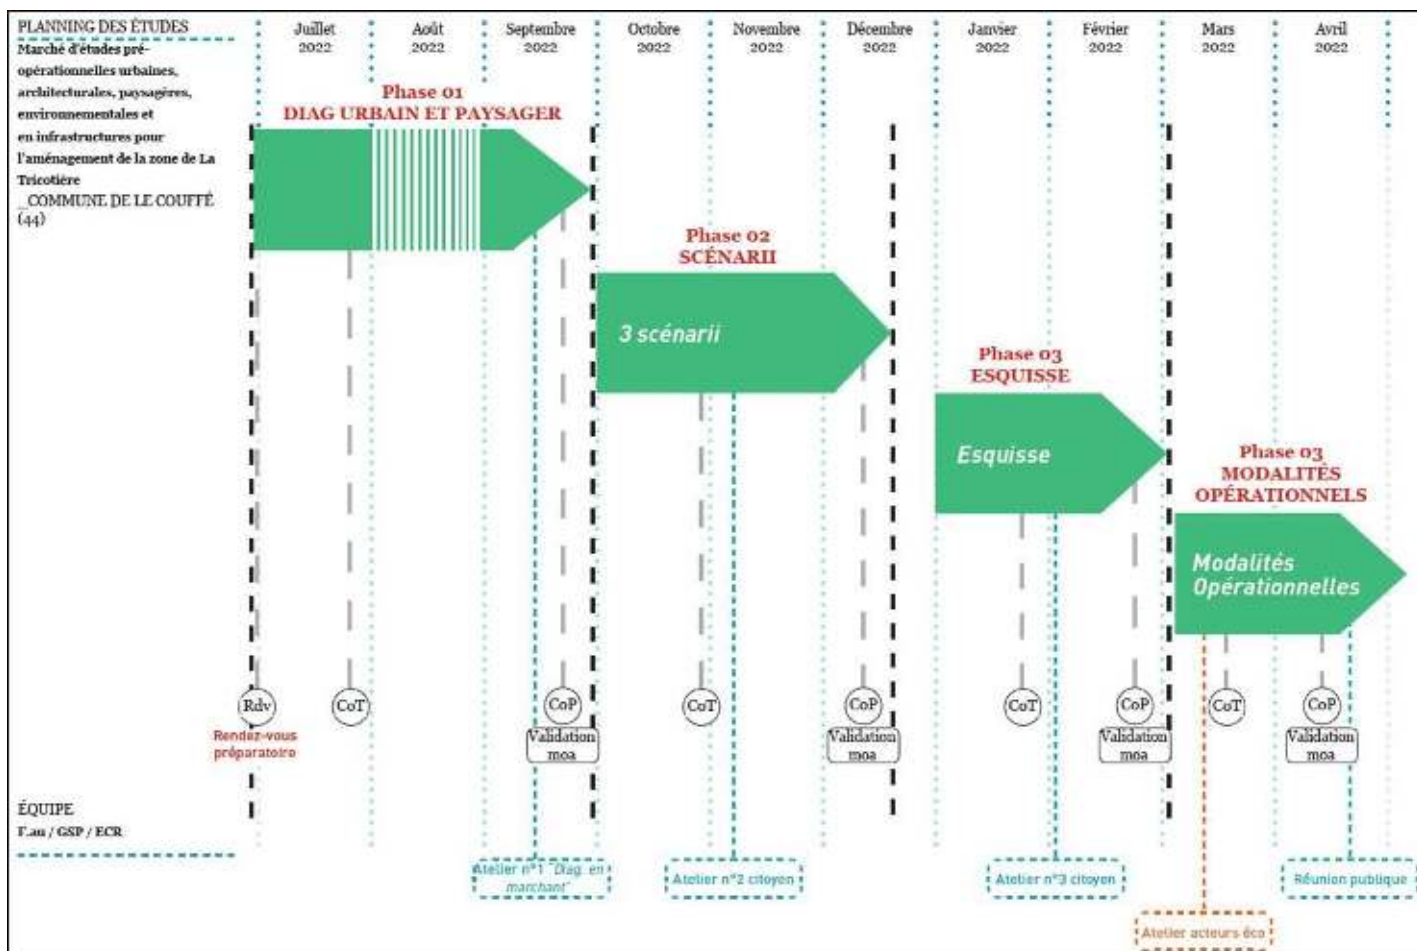 PLANNING DES ÉTUDES
Marché d'études pré-
opérationnelles urbaines,
architecturales, paysagères,
environnementales et
en infrastructures pour
l'aménagement de la zone de La
Tricotière
_COMMUNE DE LE COUFFÉ
(44)
Juillet
2022
Août
2022
Septembre
2022
Octobre
2022
Novembre
2022
Décembre
2022
Janvier
2022
Février
2022
Mars
2022
Avril
2022
Phase 01
DIAG URBAIN ET PAYSAGER
Phase 02
SCÉNARII
3 scénarii
Phase 03
ESQUISSE
Esquisse
Phase 03
MODALITÉS
OPÉRATIONNELS
Modalités
Opérationnelles
Rdv
Rendez-vous
préparatoire
CoT
CoP
Validation
moa
CoT
CoP
Validation
moa
CoT
CoP
Validation
moa
CoT
CoP
Validation
moa
ÉQUIPE
F.au / GSP / ECR
Atelier n°1 "Diag. en
marchant"
Atelier n°2 citoyen
Atelier n°3 citoyen
Réunion publique
Atelier acteurs éco